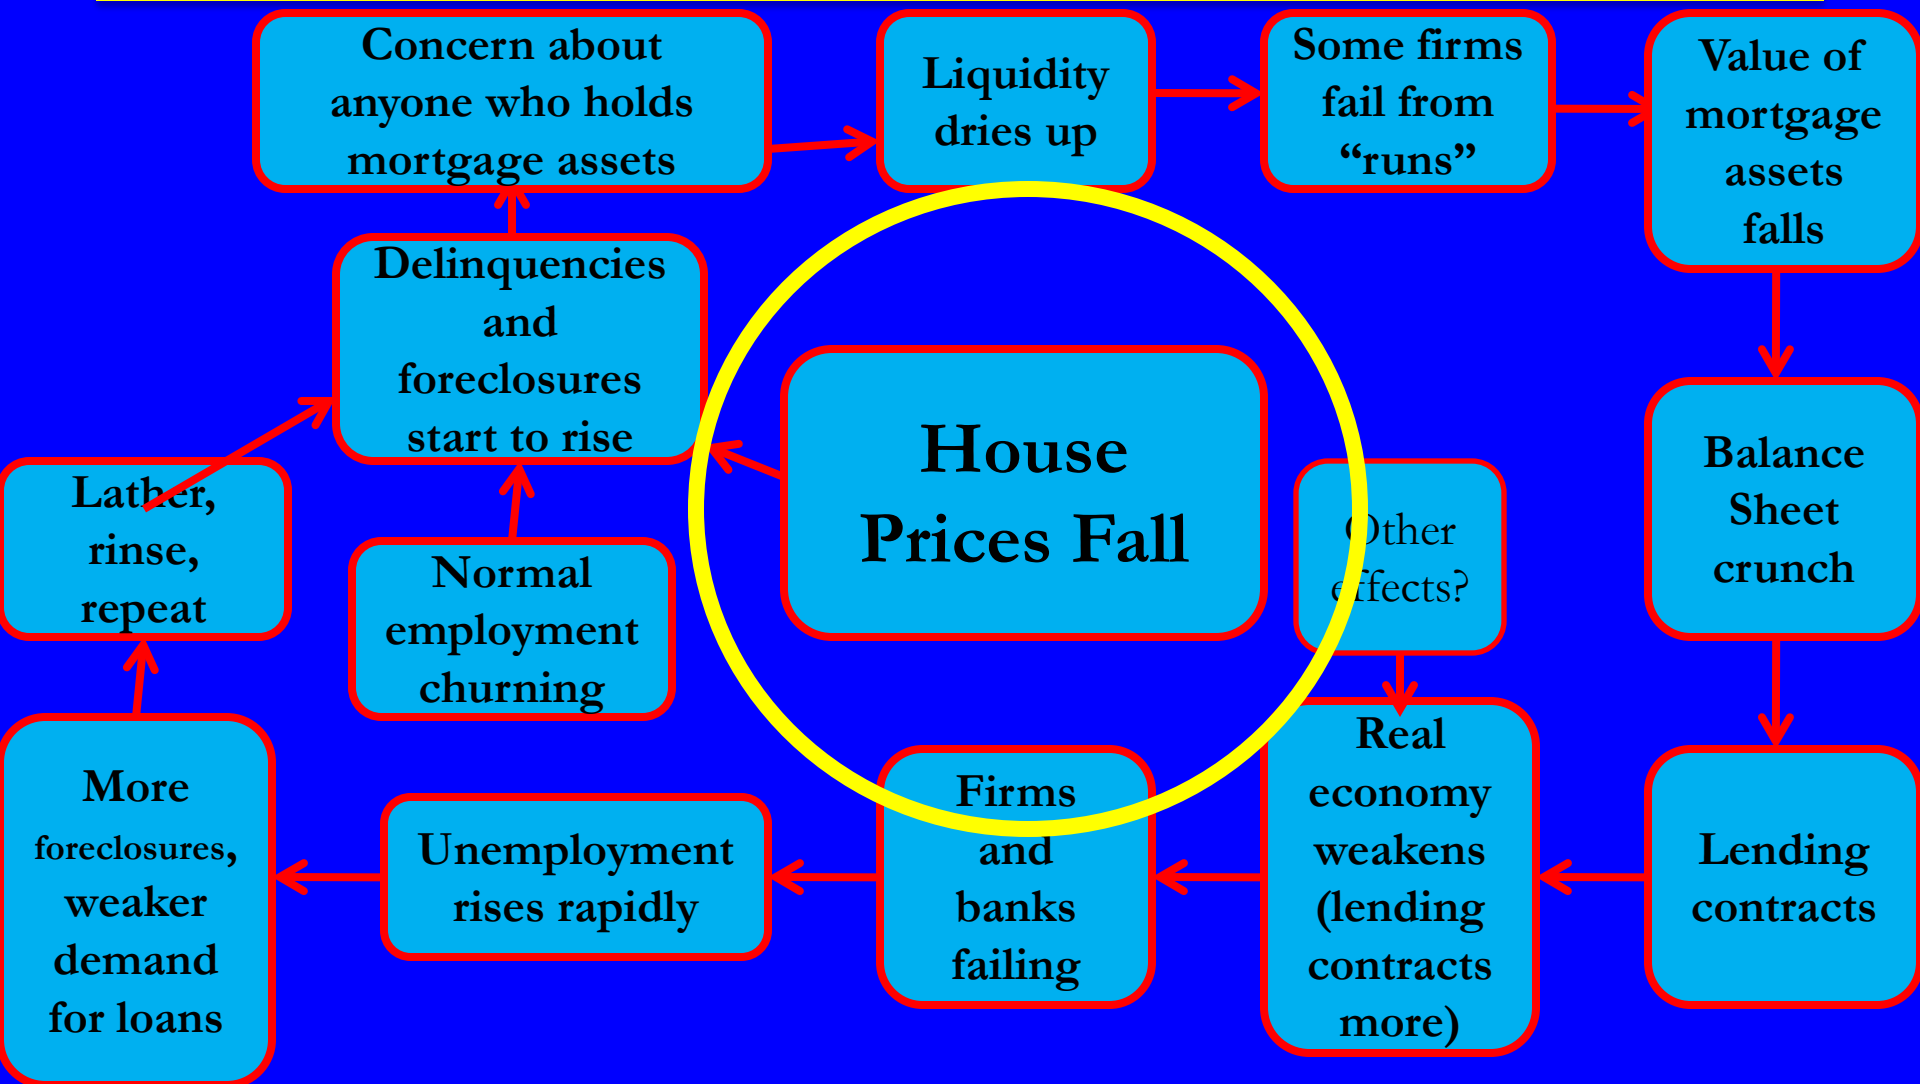 Concern about
anyone who holds
mortgage assets
Liquidity
dries up
Some firms
fail from
“runs”
Value of
mortgage
assets
falls
Delinquencies
and
foreclosures
start to rise
House
Prices Fall
Balance
Sheet
crunch
Lather,
rinse,
repeat
Normal
employment
churning
Other
effects?
More
foreclosures,
weaker
demand
for loans
Unemployment
rises rapidly
Firms
and
banks
failing
Real
economy
weakens
(lending
contracts
more)
Lending
contracts